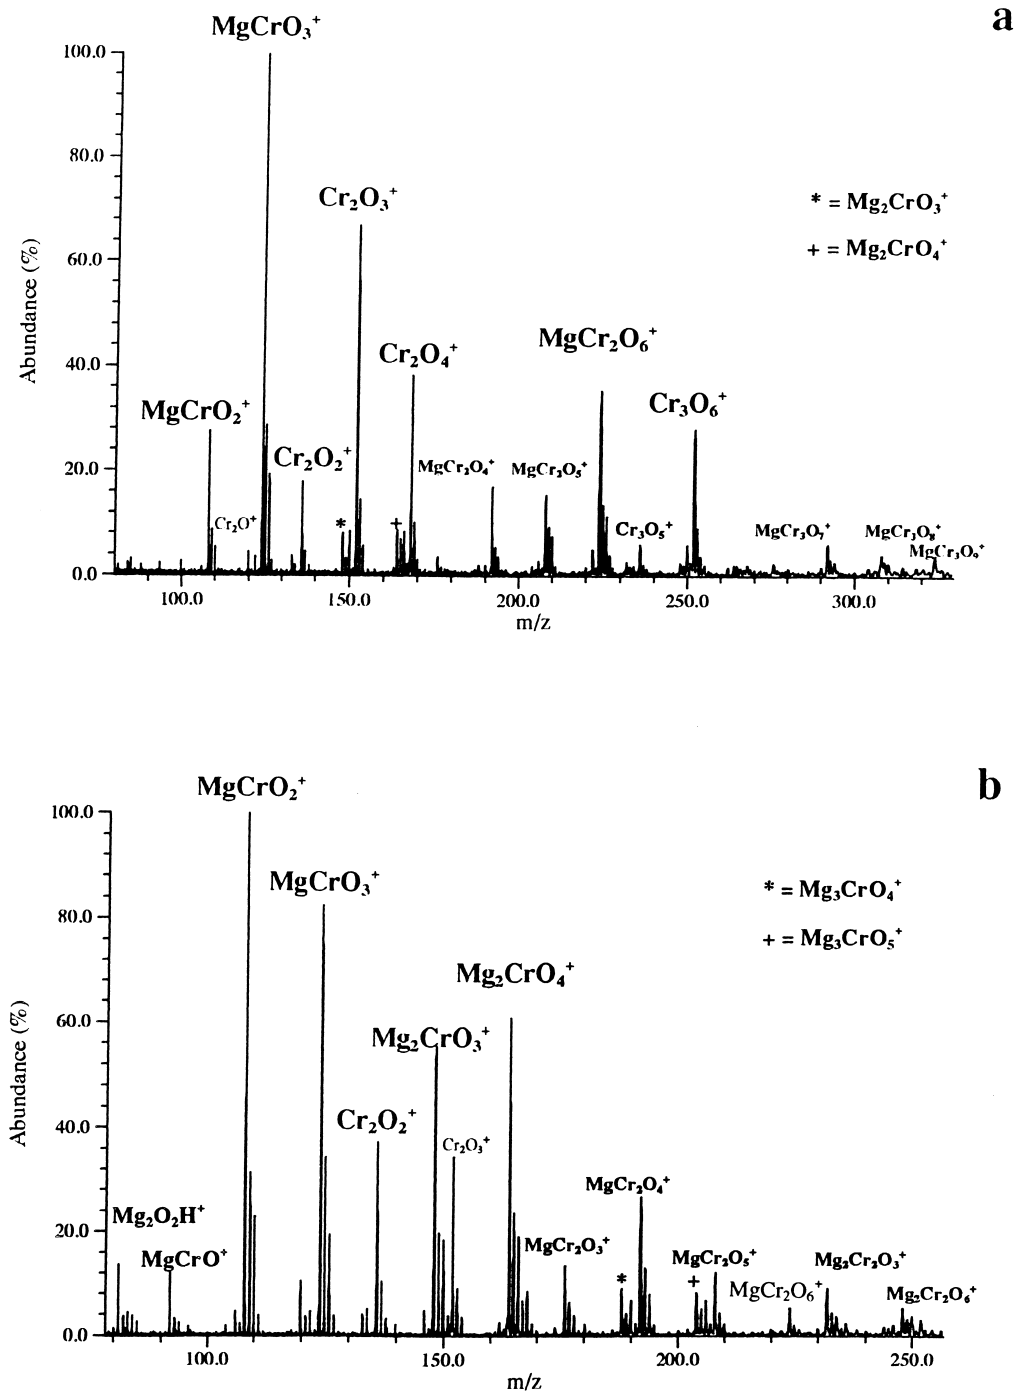 a
MgCrO₃⁺
100.0
80.0
Cr₂O₃⁺
* = Mg₂CrO₃⁺
+ = Mg₂CrO₄⁺
60.0
Abundance (%)
MgCr₂O₆⁺
Cr₂O₄⁺
40.0
MgCrO₂⁺
Cr₃O₆⁺
Cr₂O₂⁺
MgCr₂O₄⁺
MgCr₂O₅⁺
20.0
Cr₂O⁺
*
+
Cr₃O₅⁺
MgCr₃O₇⁺
MgCr₃O₈⁺
MgCr₃O₉⁺
0.0
100.0 150.0 200.0 250.0 300.0
m/z
b
MgCrO₂⁺
100.0
MgCrO₃⁺
* = Mg₃CrO₄⁺
80.0
+ = Mg₃CrO₅⁺
Mg₂CrO₄⁺
60.0
Mg₂CrO₃⁺
Abundance (%)
Cr₂O₂⁺
40.0
Cr₂O₃⁺
MgCr₂O₄⁺
20.0
Mg₂O₂H⁺
MgCrO⁺
MgCr₂O₃⁺
*
+
MgCr₂O₅⁺
MgCr₂O₆⁺
Mg₂Cr₂O₃⁺
Mg₂Cr₂O₆⁺
0.0
100.0 150.0 200.0 250.0
m/z